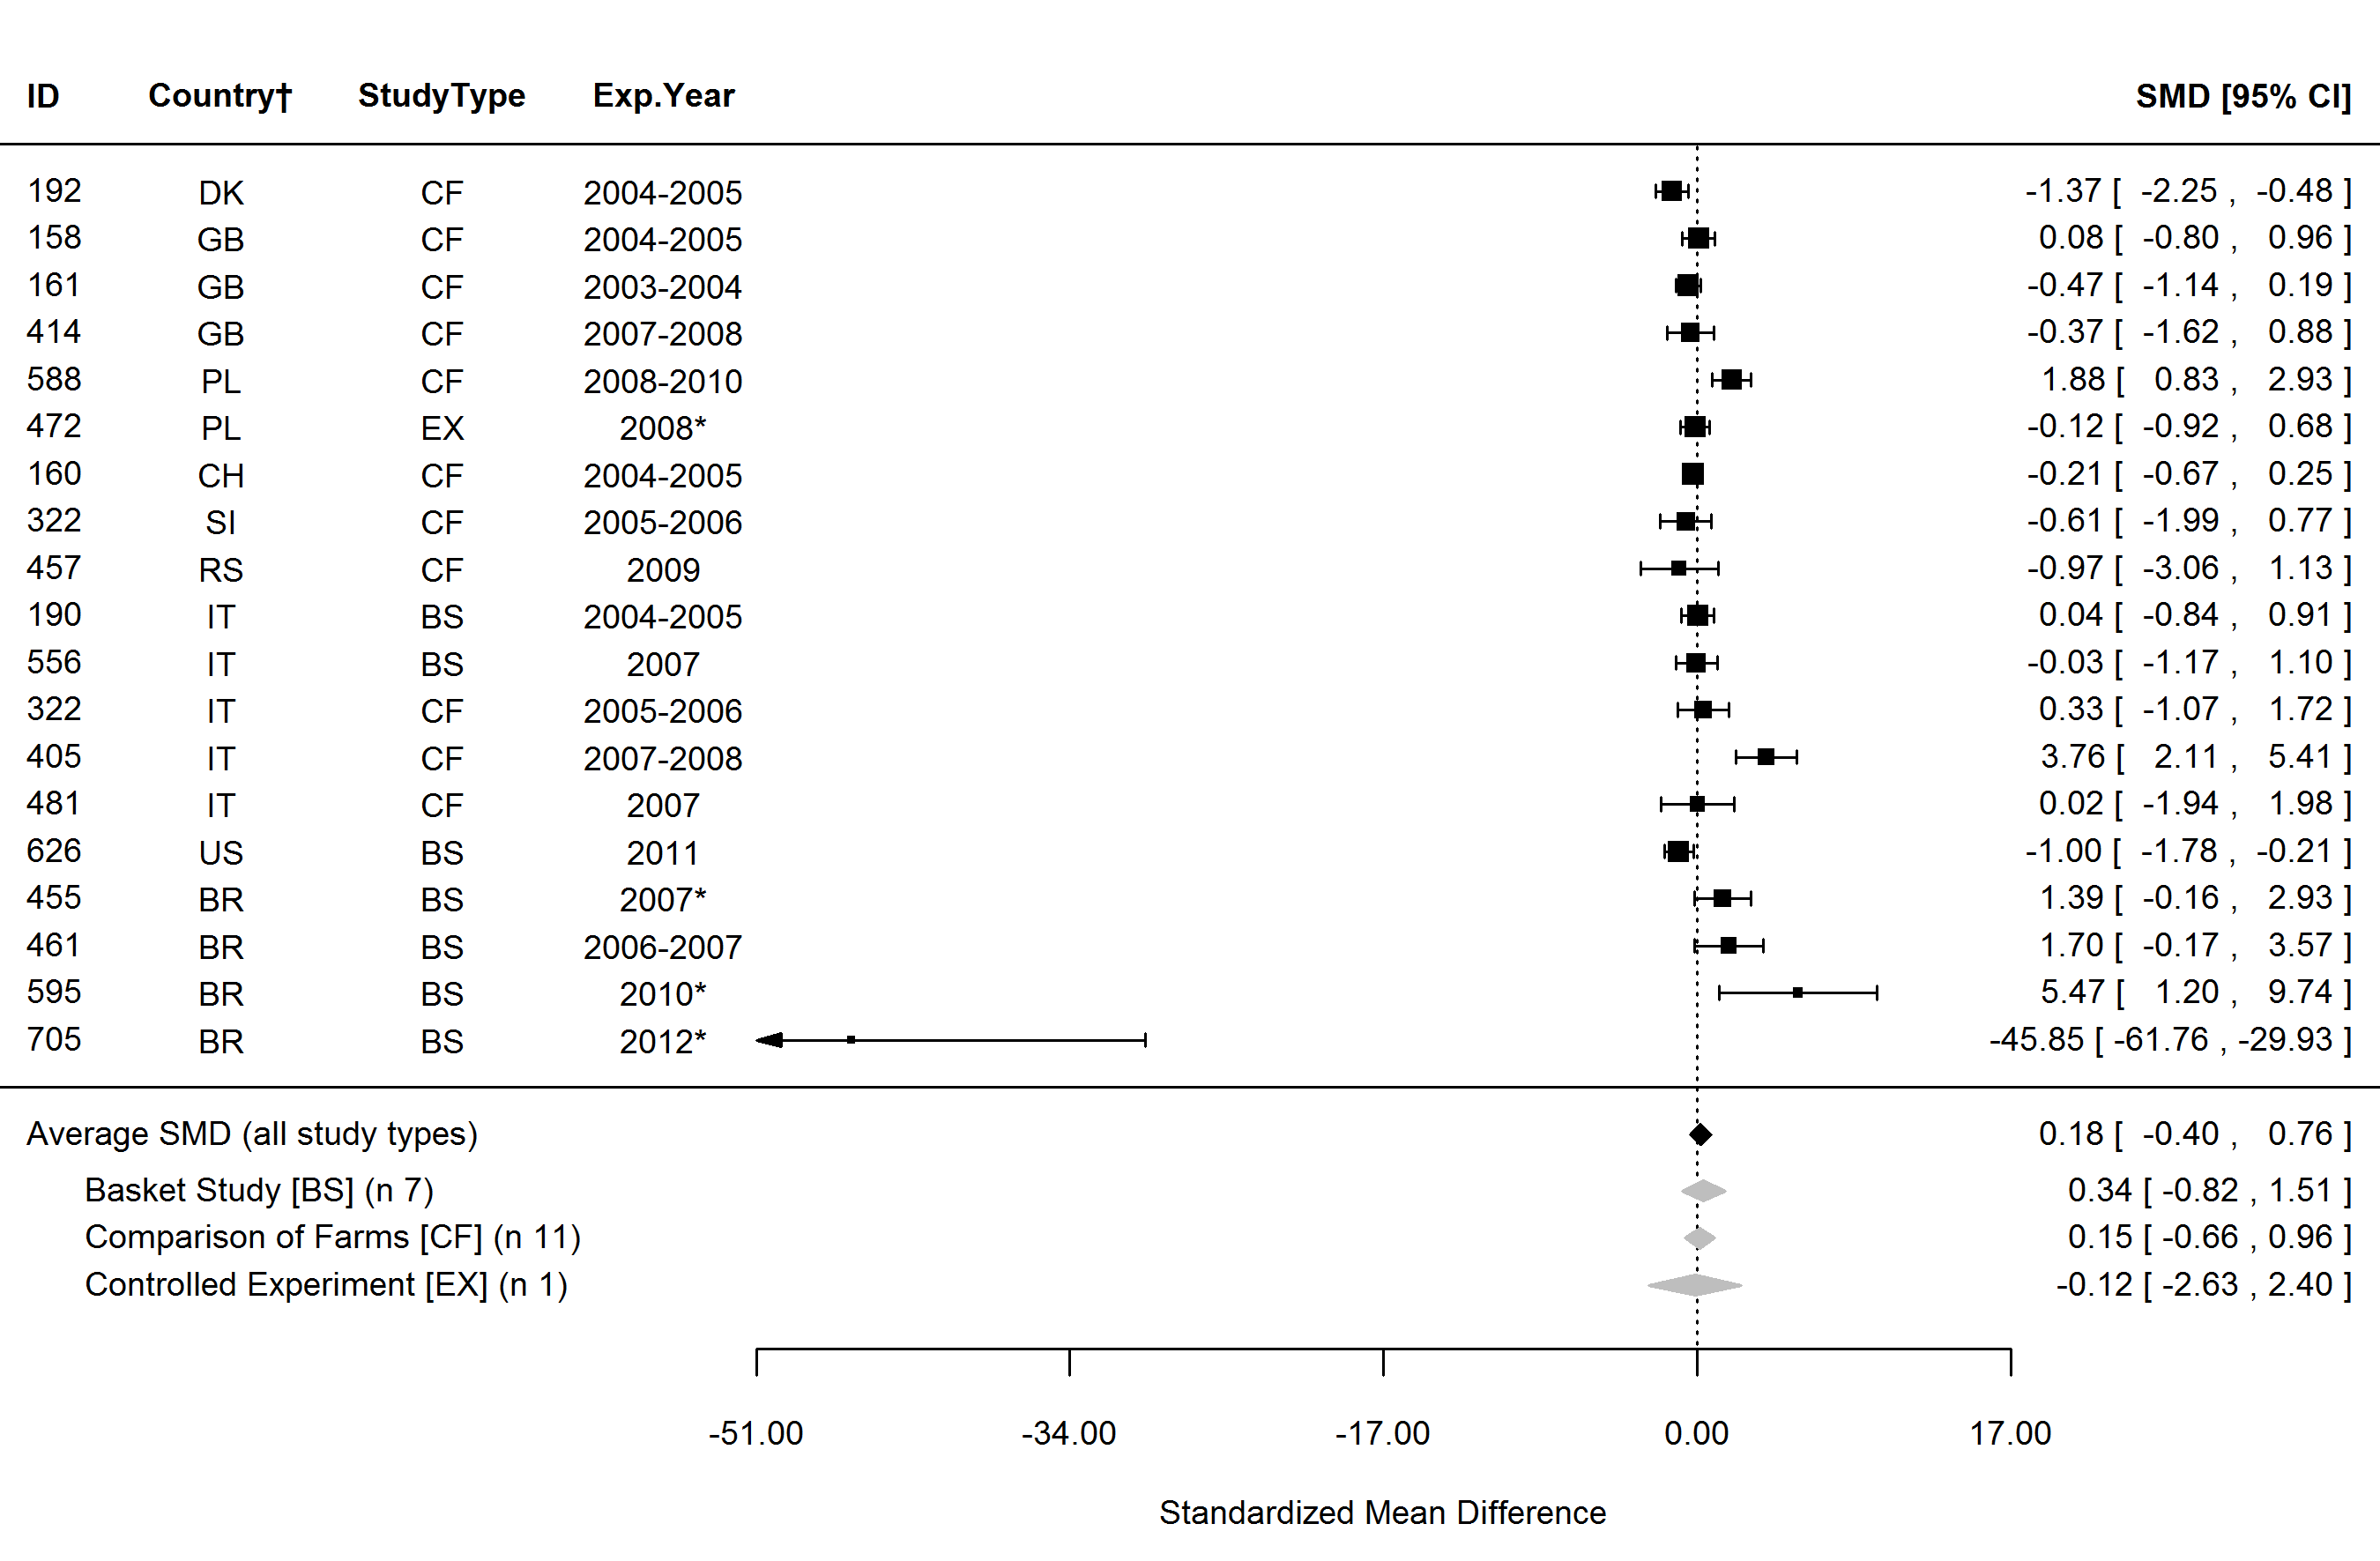 ID Country† StudyType Exp.Year SMD [95% CI]
192 DK CF 2004-2005 -1.37 [ -2.25 , -0.48 ]
158 GB CF 2004-2005 0.08 [ -0.80 , 0.96 ]
161 GB CF 2003-2004 -0.47 [ -1.14 , 0.19 ]
414 GB CF 2007-2008 -0.37 [ -1.62 , 0.88 ]
588 PL CF 2008-2010 1.88 [ 0.83 , 2.93 ]
472 PL EX 2008* -0.12 [ -0.92 , 0.68 ]
160 CH CF 2004-2005 -0.21 [ -0.67 , 0.25 ]
322 SI CF 2005-2006 -0.61 [ -1.99 , 0.77 ]
457 RS CF 2009 -0.97 [ -3.06 , 1.13 ]
190 IT BS 2004-2005 0.04 [ -0.84 , 0.91 ]
556 IT BS 2007 -0.03 [ -1.17 , 1.10 ]
322 IT CF 2005-2006 0.33 [ -1.07 , 1.72 ]
405 IT CF 2007-2008 3.76 [ 2.11 , 5.41 ]
481 IT CF 2007 0.02 [ -1.94 , 1.98 ]
626 US BS 2011 -1.00 [ -1.78 , -0.21 ]
455 BR BS 2007* 1.39 [ -0.16 , 2.93 ]
461 BR BS 2006-2007 1.70 [ -0.17 , 3.57 ]
595 BR BS 2010* 5.47 [ 1.20 , 9.74 ]
705 BR BS 2012* -45.85 [ -61.76 , -29.93 ]
Average SMD (all study types) 0.18 [ -0.40 , 0.76 ]
Basket Study [BS] (n 7) 0.34 [ -0.82 , 1.51 ]
Comparison of Farms [CF] (n 11) 0.15 [ -0.66 , 0.96 ]
Controlled Experiment [EX] (n 1) -0.12 [ -2.63 , 2.40 ]
-51.00 -34.00 -17.00 0.00 17.00
Standardized Mean Difference